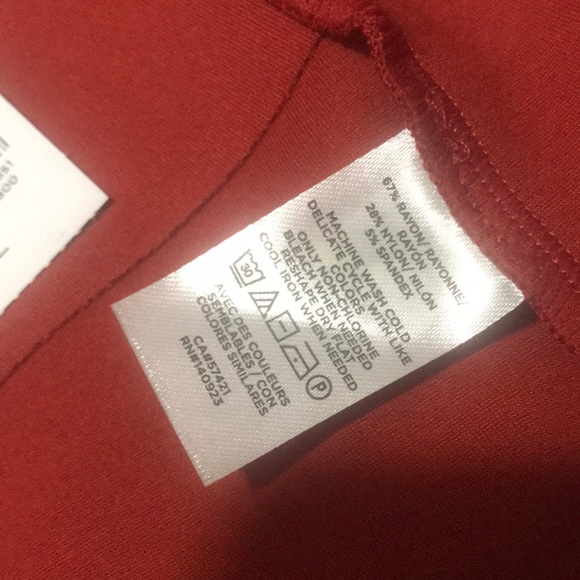 67% RAYON/ RAYONNE/
RAYÓN
28% NYLON/ NILÓN
5% SPANDEX
MACHINE WASH COLD
DELICATE CYCLE WITH LIKE
COLORS
ONLY NON-CHLORINE
BLEACH WHEN NEEDED
RESHAPE DRY FLAT
COOL IRON WHEN NEEDED
30
P
AVEC/DES COULEURS
SEMBLABLES / CON
COLORES SIMILARES
CA#57421
RN#140923